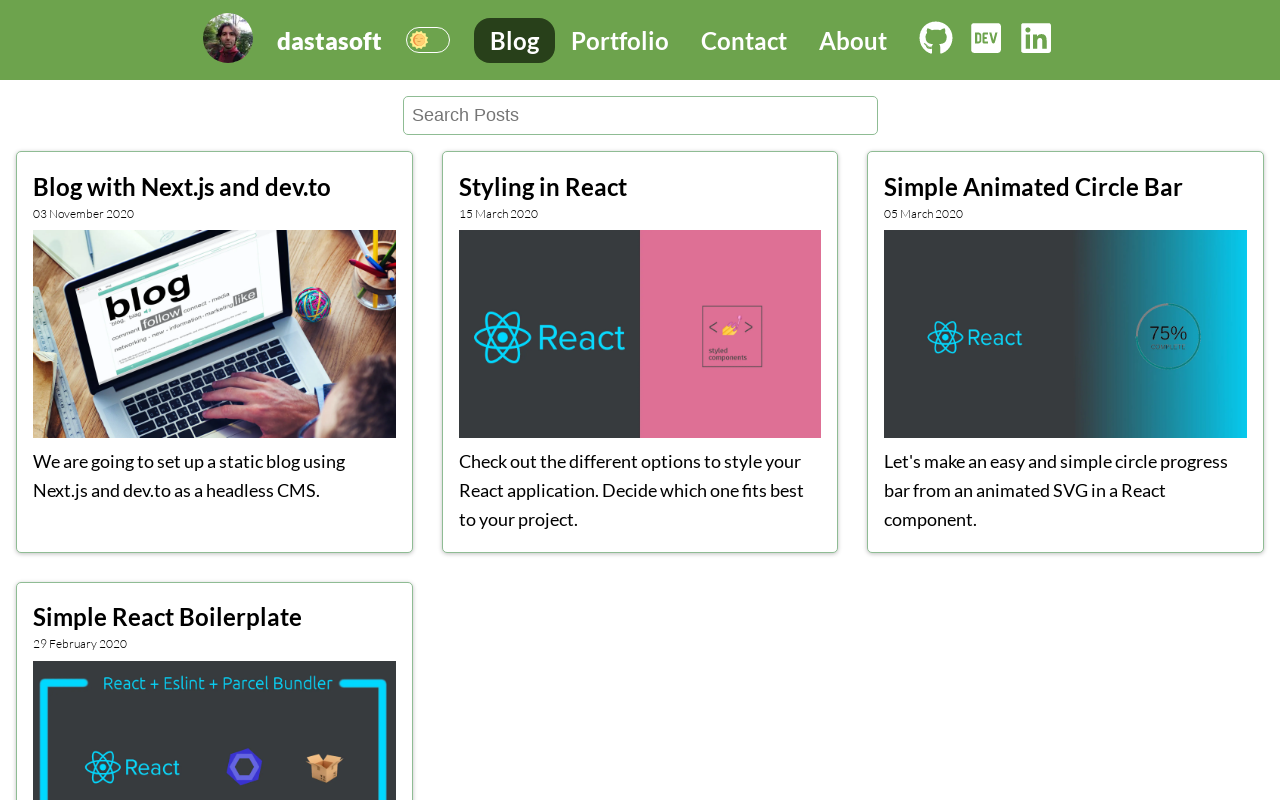 dastasoft
Blog
Portfolio
Contact
About
DEV
in
Search Posts
Blog with Next.js and dev.to
03 November 2020
blog
follow
like
We are going to set up a static blog using
Next.js and dev.to as a headless CMS.
Styling in React
15 March 2020
React
< >
styled
components
Check out the different options to style your
React application. Decide which one fits best
to your project.
Simple Animated Circle Bar
05 March 2020
React
75%
COMPLETE
Let's make an easy and simple circle progress
bar from an animated SVG in a React
component.
Simple React Boilerplate
29 February 2020
React + Eslint + Parcel Bundler
React